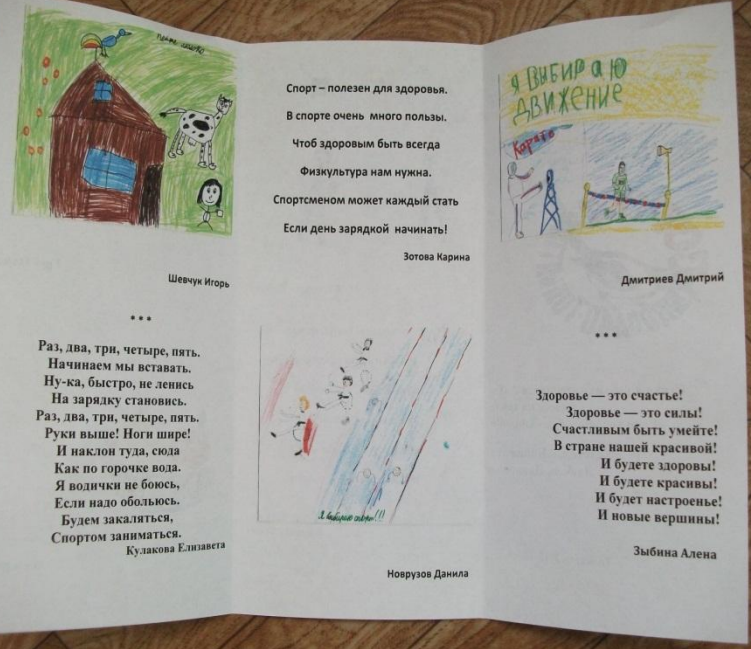 Шевчук Игорь
***
Раз, два, три, четыре, пять.
Начинаем мы вставать.
Ну-ка, быстро, не ленись
На зарядку становись.
Раз, два, три, четыре, пять.
Руки выше! Ноги шире!
И наклон туда, сюда
Как по горочке вода.
Я водички не боюсь,
Если надо обольюсь.
Будем закаляться,
Спортом заниматься.
Кулакова Елизавета
Спорт – полезен для здоровья.
В спорте очень много пользы.
Чтоб здоровым быть всегда
Физкультура нам нужна.
Спортсменом может каждый стать
Если день зарядкой начинать!
Зотова Карина
Я выбираю спорт!!!
Новрузов Данила
Я ВЫБИРАЮ
ДВИЖЕНИЕ
Каратэ
Дмитриев Дмитрий
***
Здоровье — это счастье!
Здоровье — это силы!
Счастливым быть умейте!
В стране нашей красивой!
И будете здоровы!
И будете красивы!
И будет настроенье!
И новые вершины!
Зыбина Алена